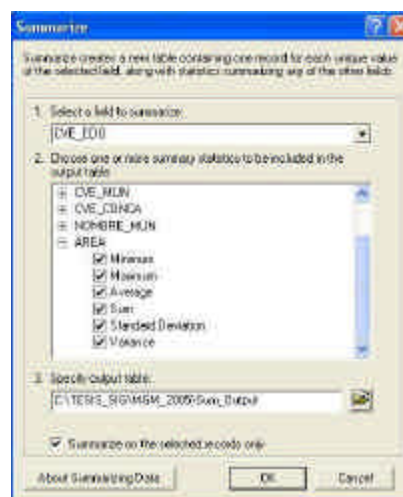 Summarize
Summarize creates a new table containing one record for each unique value
of the selected field, along with statistics summarizing any of the other fields.
1. Select a field to summarize:
CVE_EDO
2. Choose one or more summary statistics to be included in the
output table:
CVE_MUN
CVE_CONCA
NOMBRE_MUN
AREA
Minimum
Maximum
Average
Sum
Standard Deviation
Variance
3. Specify output table:
C:\TESIS_SIG\MGM_2005\Sum_Output
Summarize on the selected records only
About Summarizing Data
OK
Cancel